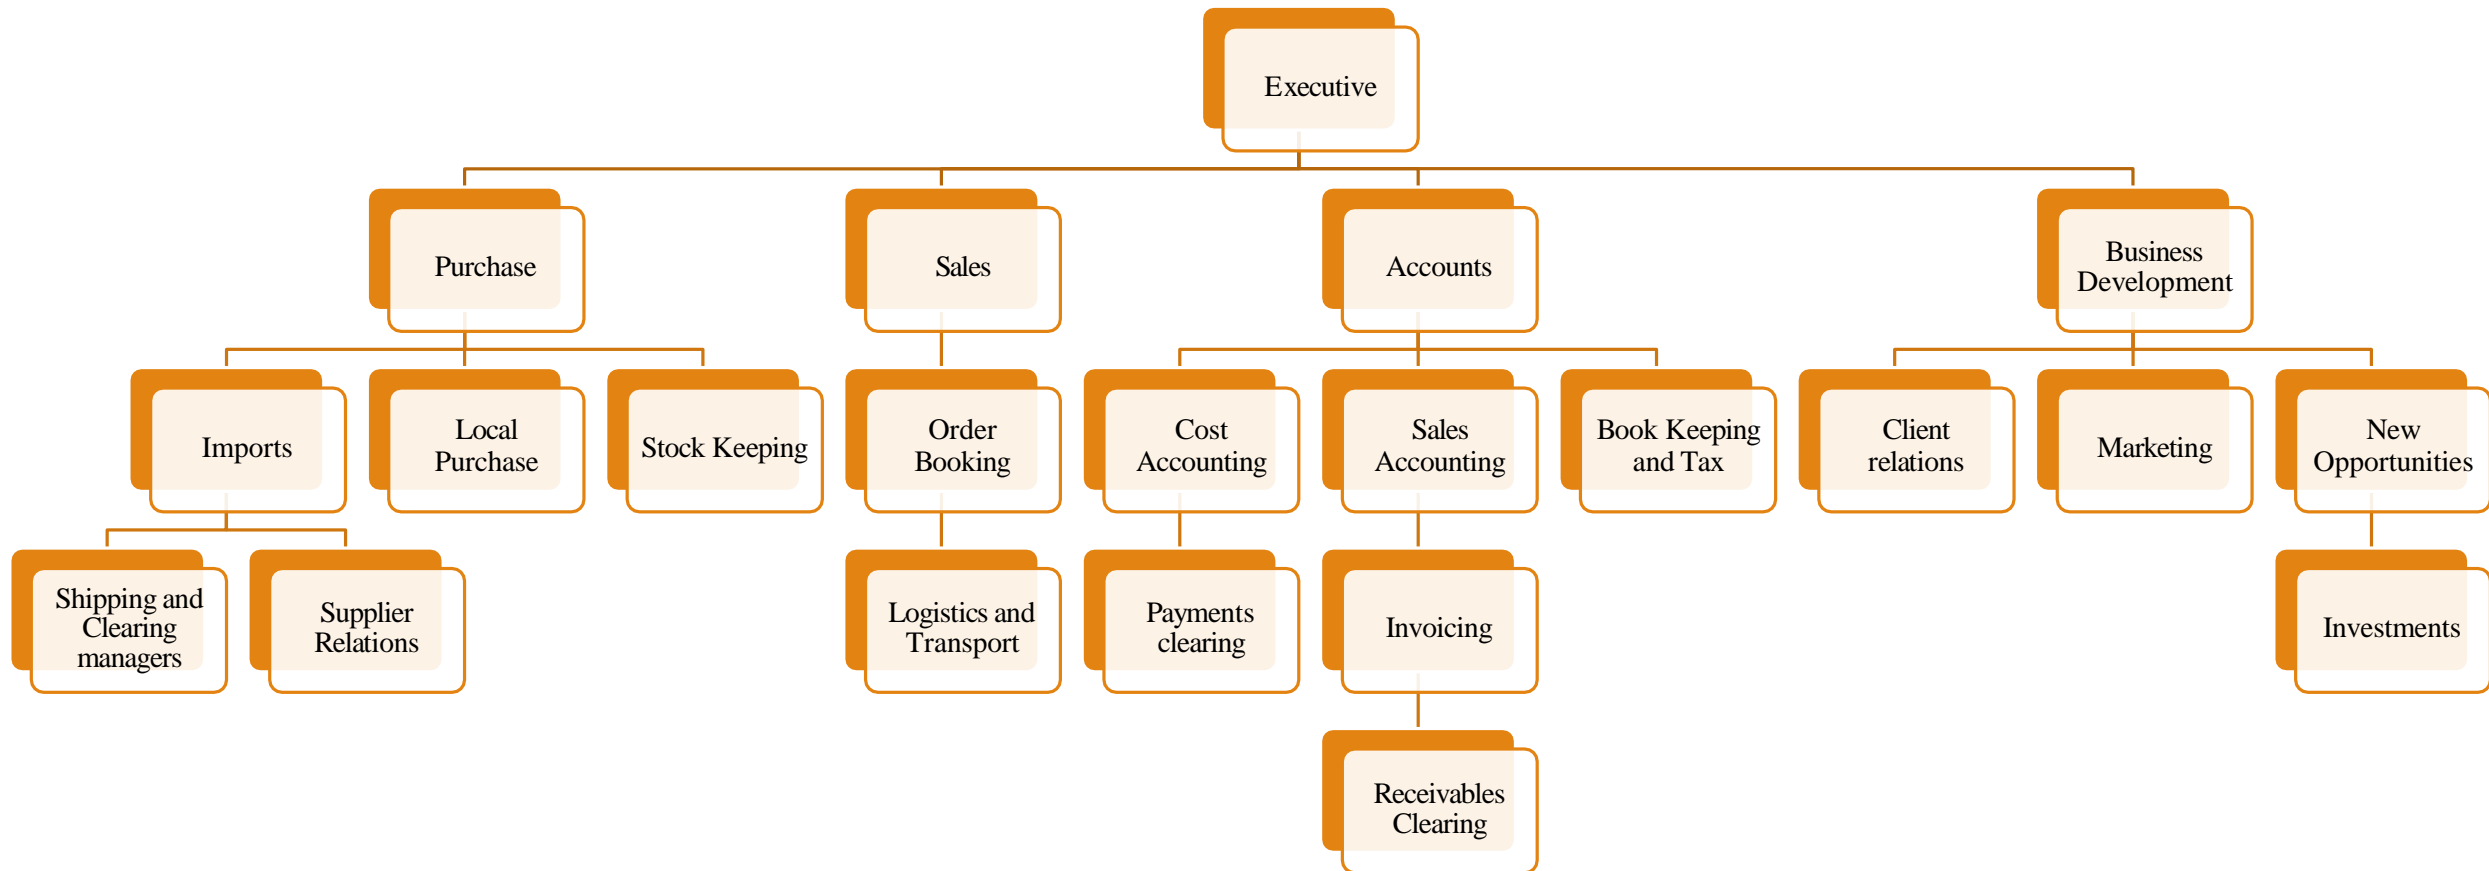 Executive
Purchase
Sales
Accounts
Business
Development
Imports
Local
Purchase
Stock Keeping
Order
Booking
Cost
Accounting
Sales
Accounting
Book Keeping
and Tax
Client
relations
Marketing
New
Opportunities
Shipping and
Clearing
managers
Supplier
Relations
Logistics and
Transport
Payments
clearing
Invoicing
Investments
Receivables
Clearing